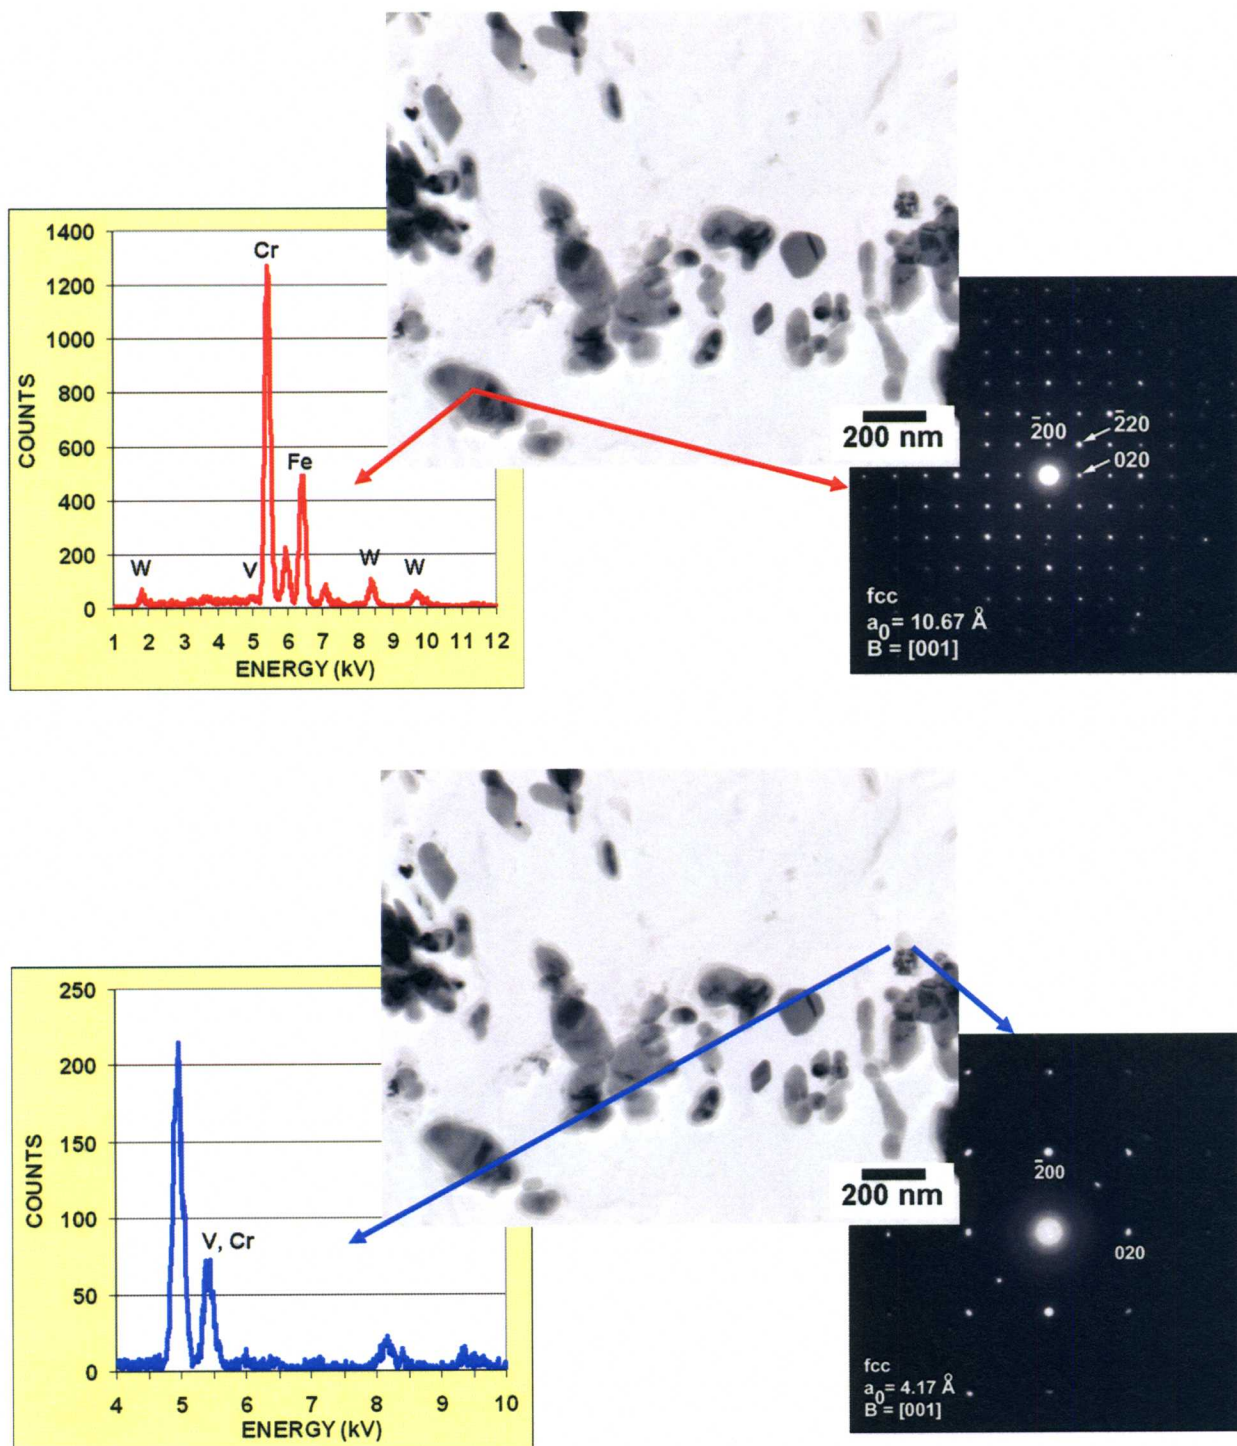 1400
1200
1000
800
600
400
200
0
COUNTS
Cr
Fe
W
V
W
W
1 2 3 4 5 6 7 8 9 10 11 12
ENERGY (kV)
200 nm
2̄00
2̄20
020
fcc
a₀= 10.67 Å
B = [001]
250
200
150
100
50
0
COUNTS
V, Cr
4 5 6 7 8 9 10
ENERGY (kV)
200 nm
2̄00
020
fcc
a₀= 4.17 Å
B = [001]